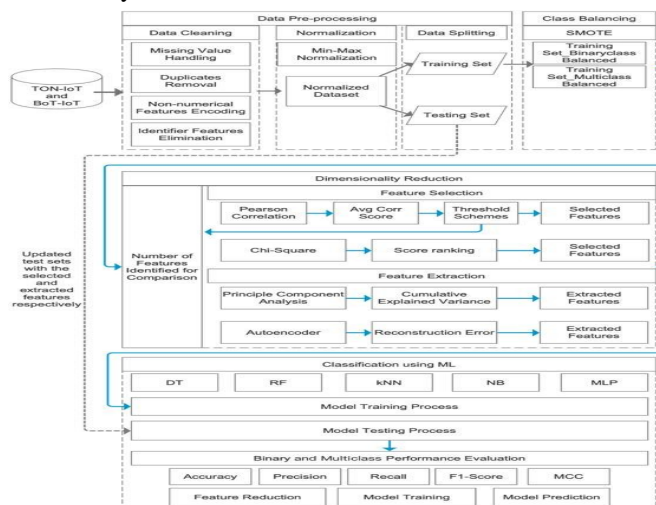 Data Pre-processing
Class Balancing
Data Cleaning
Normalization
Data Splitting
SMOTE
Missing Value
Handling
Duplicates
Removal
Non-numerical
Features Encoding
Identifier Features
Elimination
Min-Max
Normalization
Normalized
Dataset
Training Set
Testing Set
Training
Set_Binaryclass
Balanced
Training
Set_Multiclass
Balanced
TON-IoT
and
BoT-IoT
Dimensionality Reduction
Feature Selection
Pearson
Correlation
Avg Corr
Score
Threshold
Schemes
Selected
Features
Number of
Features
Identified for
Comparison
Chi-Square
Score ranking
Selected
Features
Feature Extraction
Principle Component
Analysis
Cumulative
Explained Variance
Extracted
Features
Autoencoder
Reconstruction Error
Extracted
Features
Updated
test sets
with the
selected
and
extracted
features
respectively
Classification using ML
DT
RF
kNN
NB
MLP
Model Training Process
Model Testing Process
Binary and Multiclass Performance Evaluation
Accuracy
Precision
Recall
F1-Score
MCC
Feature Reduction
Model Training
Model Prediction